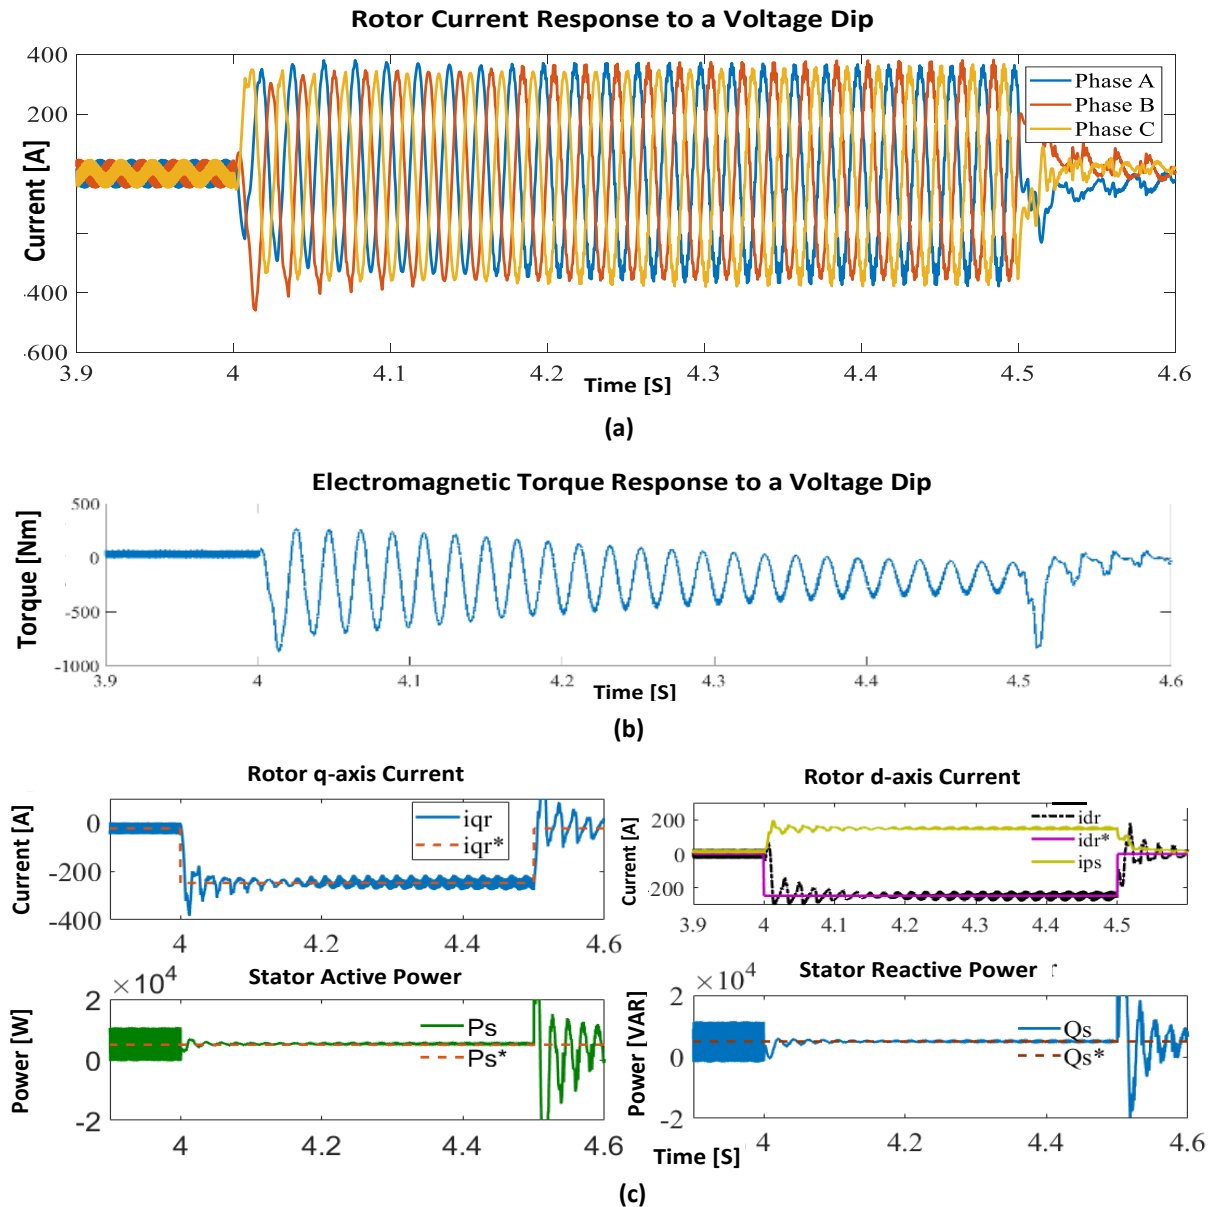 Rotor Current Response to a Voltage Dip
400
200
-400
-600
Current [A]
Phase A
Phase B
Phase C
3.9 4 4.1 4.2 4.3 4.4 4.5 4.6
Time [S]
(a)
Electromagnetic Torque Response to a Voltage Dip
500
0
-500
-1000
Torque [Nm]
3.9 4 4.1 4.2 4.3 4.4 4.5 4.6
Time [S]
(b)
Rotor q-axis Current
0
-200
-400
Current [A]
iqr
iqr*
4 4.2 4.4 4.6
Rotor d-axis Current
200
0
-200
Current [A]
idr
idr*
ips
3.9 4 4.1 4.2 4.3 4.4 4.5
Stator Active Power
×10⁴
2
0
-2
Power [W]
Ps
Ps*
4 4.2 4.4 4.6
Stator Reactive Power
×10⁴
2
0
-2
Power [VAR]
Qs
Qs*
4 4.2 4.4 4.6
Time [S]
(c)